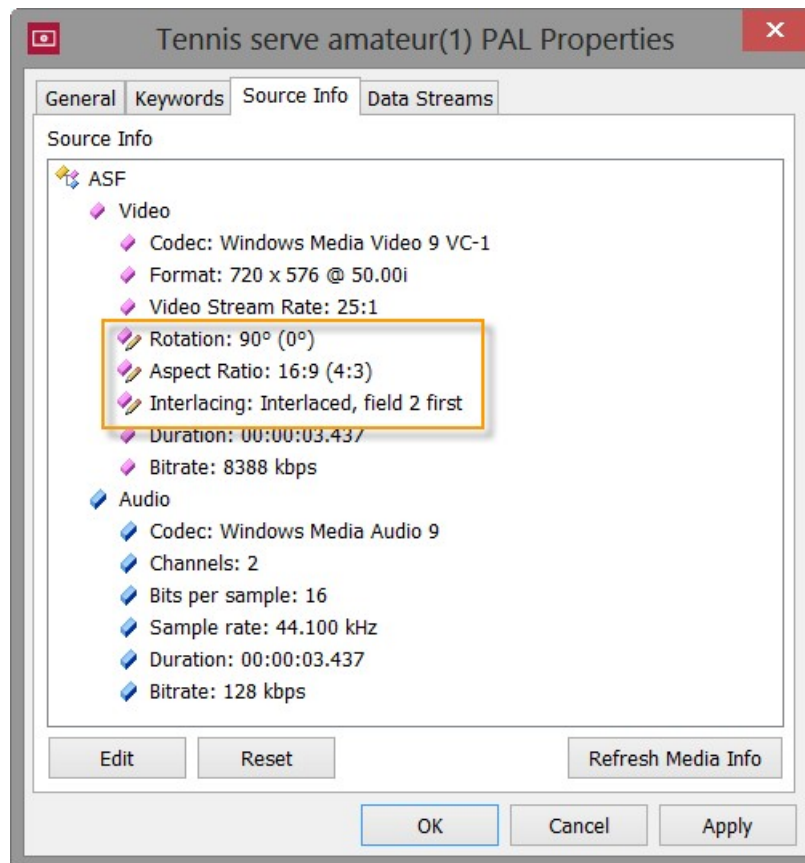 Tennis serve amateur(1) PAL Properties
General Keywords Source Info Data Streams
Source Info
ASF
Video
Codec: Windows Media Video 9 VC-1
Format: 720 x 576 @ 50.00i
Video Stream Rate: 25:1
Rotation: 90° (0°)
Aspect Ratio: 16:9 (4:3)
Interlacing: Interlaced, field 2 first
Duration: 00:00:03.437
Bitrate: 8388 kbps
Audio
Codec: Windows Media Audio 9
Channels: 2
Bits per sample: 16
Sample rate: 44.100 kHz
Duration: 00:00:03.437
Bitrate: 128 kbps
Edit Reset Refresh Media Info
OK Cancel Apply